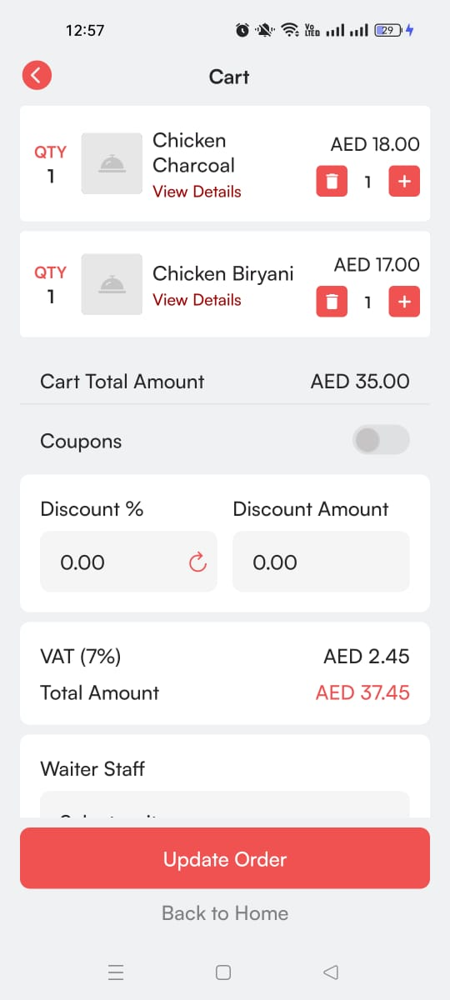 12:57
Vo LTED
29
Cart
QTY
1
Chicken
Charcoal
View Details
AED 18.00
1
+
QTY
1
Chicken Biryani
View Details
AED 17.00
1
+
Cart Total Amount AED 35.00
Coupons
Discount % Discount Amount
0.00 0.00
VAT (7%) AED 2.45
Total Amount AED 37.45
Waiter Staff
Update Order
Back to Home